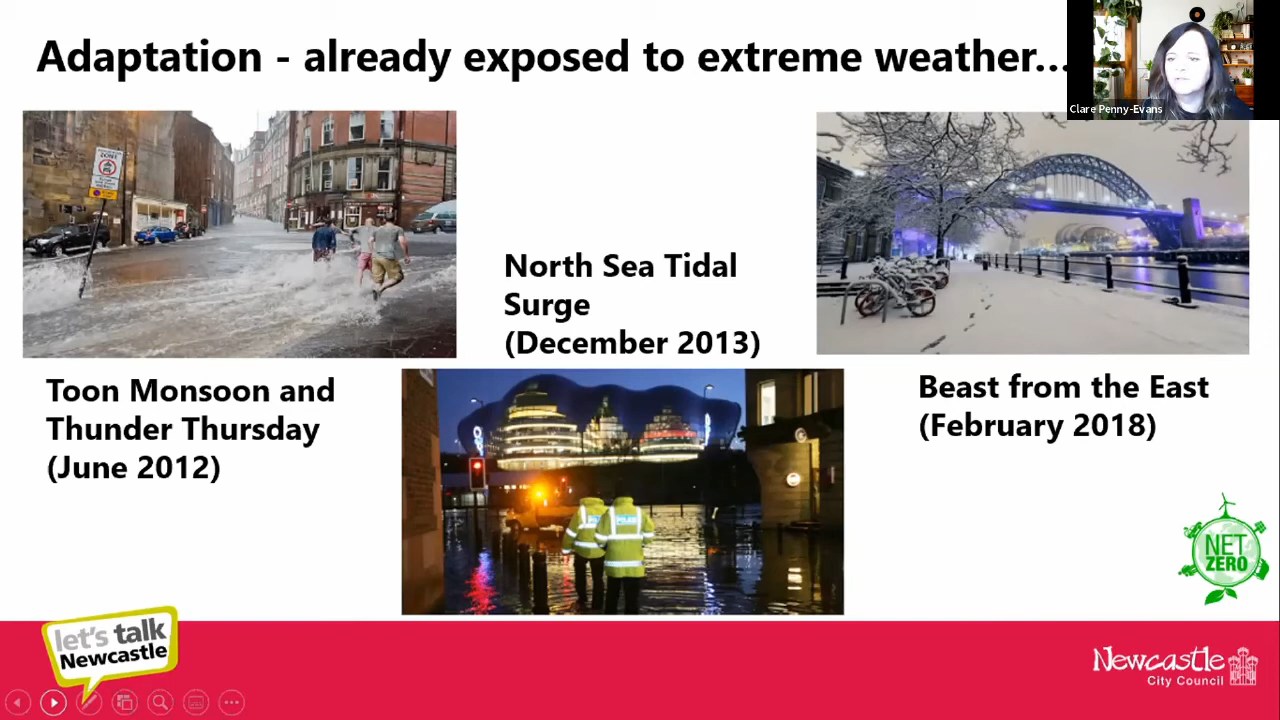 Adaptation - already exposed to extreme weather...
Clare Penny-Evans
North Sea Tidal
Surge
(December 2013)
Toon Monsoon and
Thunder Thursday
(June 2012)
Beast from the East
(February 2018)
POLICE
NET
ZERO
let's talk
Newcastle
Newcastle
City Council